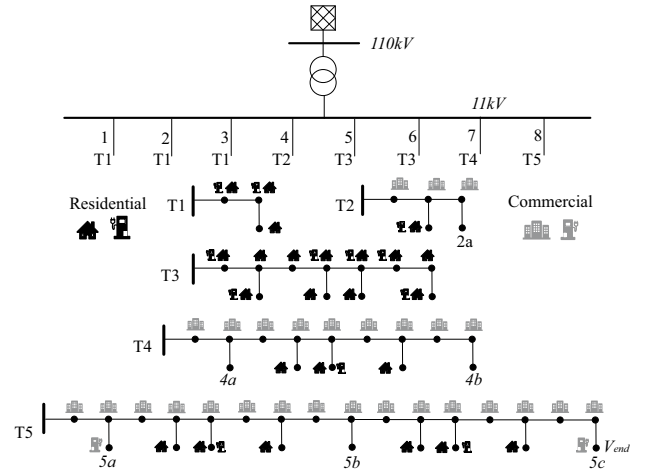 110kV
11kV
1 2 3 4 5 6 7 8
T1 T1 T1 T2 T3 T3 T4 T5
Residential
T1
T2
2a
Commercial
T3
T4
4a
4b
T5
5a
5b
5c
Vend